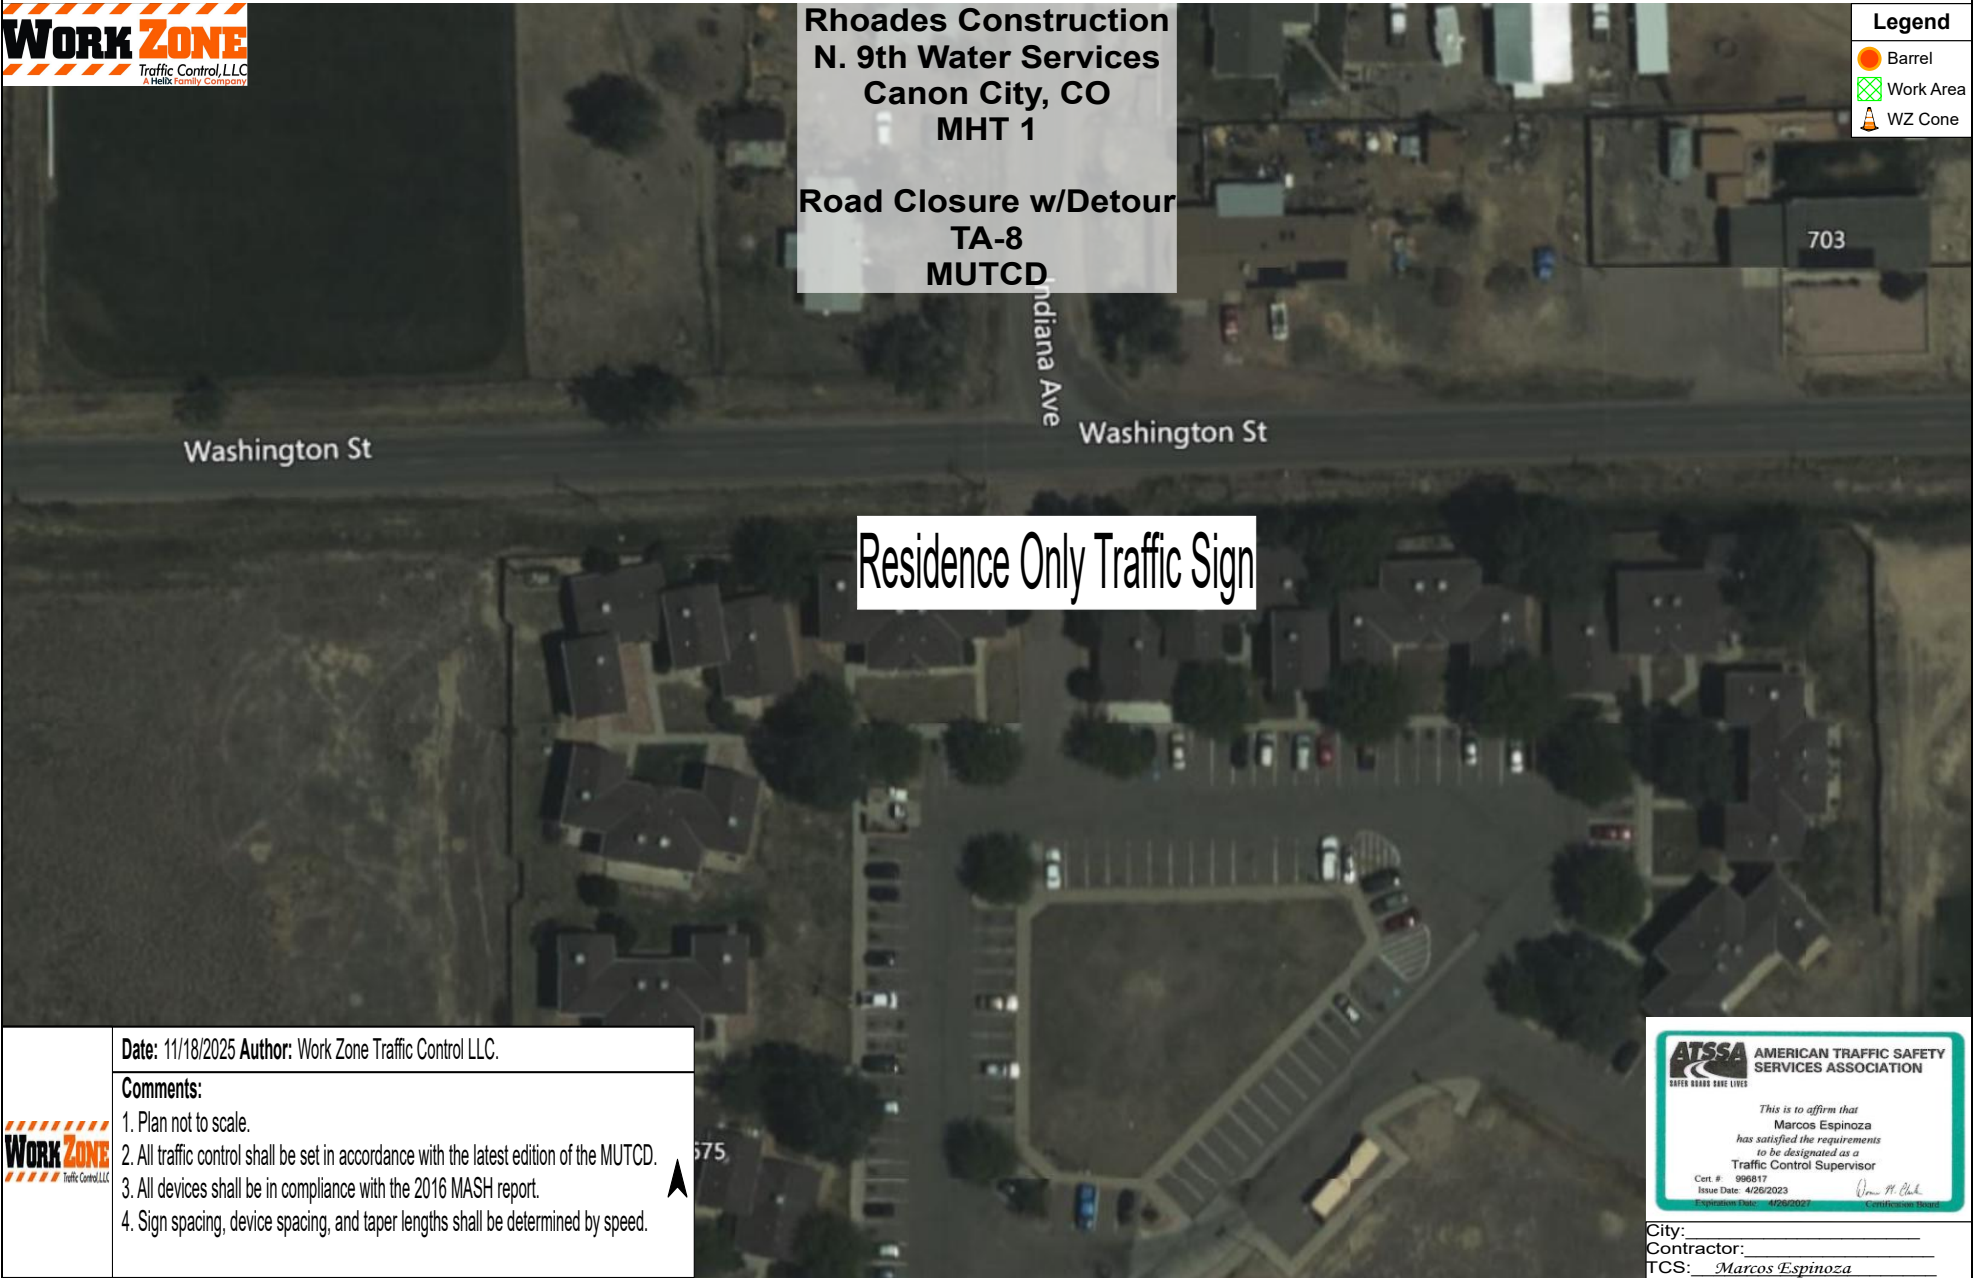 WORK ZONE
Traffic Control, LLC
A Helix Family Company
Rhoades Construction
N. 9th Water Services
Canon City, CO
MHT 1
Road Closure w/Detour
TA-8
MUTCD
Legend
Barrel
Work Area
WZ Cone
703
Indiana Ave
Washington St
Washington St
Residence Only Traffic Sign
575
Date: 11/18/2025 Author: Work Zone Traffic Control LLC.
Comments:
1. Plan not to scale.
2. All traffic control shall be set in accordance with the latest edition of the MUTCD.
3. All devices shall be in compliance with the 2016 MASH report.
4. Sign spacing, device spacing, and taper lengths shall be determined by speed.
WORK ZONE
Traffic Control, LLC
ATSSA
SAFER ROADS SAVE LIVES
AMERICAN TRAFFIC SAFETY
SERVICES ASSOCIATION
This is to affirm that
Marcos Espinoza
has satisfied the requirements
to be designated as a
Traffic Control Supervisor
Cert. #: 996817
Issue Date: 4/26/2023
Expiration Date: 4/26/2027
Certification Board
City:
Contractor:
TCS: Marcos Espinoza